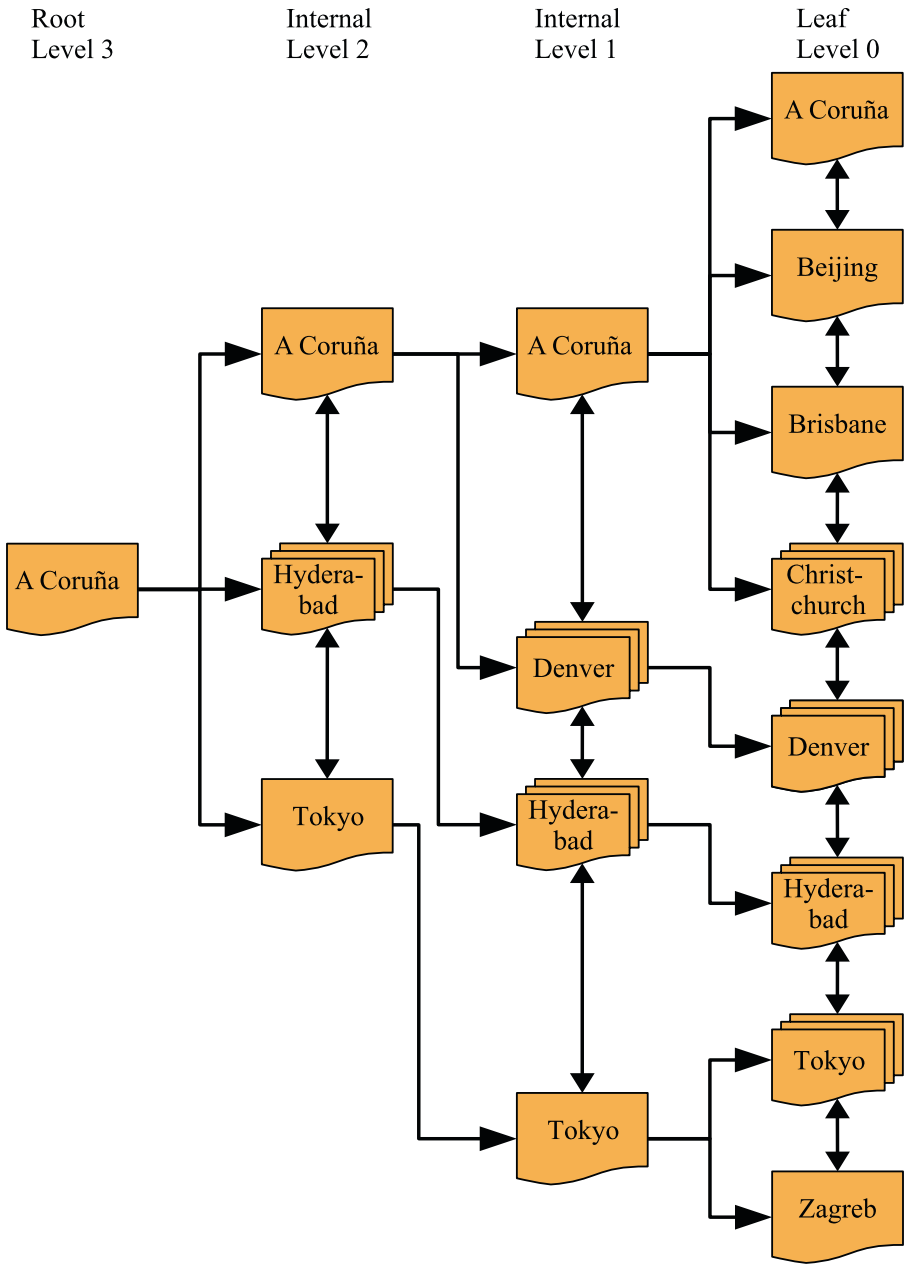 Root
Level 3
Internal
Level 2
Internal
Level 1
Leaf
Level 0
A Coruña
A Coruña
Hydera-
bad
Tokyo
A Coruña
Denver
Hydera-
bad
Tokyo
A Coruña
Beijing
Brisbane
Christ-
church
Denver
Hydera-
bad
Tokyo
Zagreb